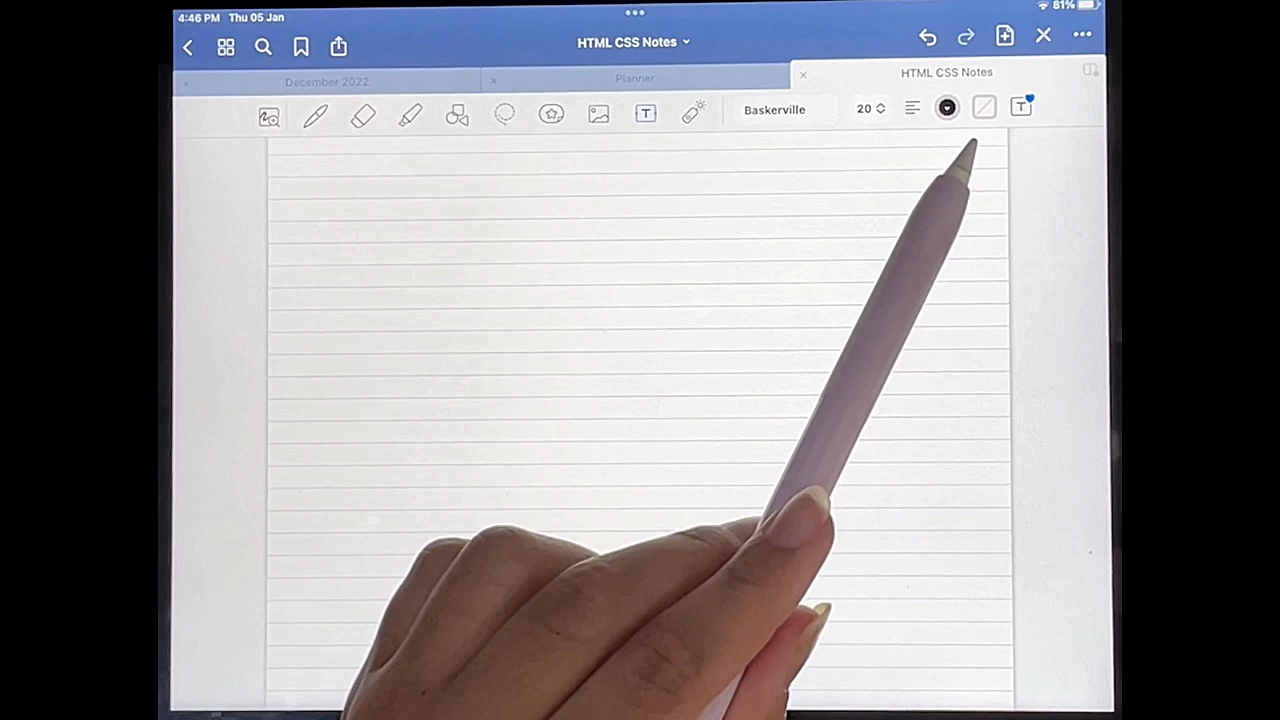 4:46 PM Thu 05 Jan
81%
HTML CSS Notes
December 2022
Planner
HTML CSS Notes
T
Baskerville
20
T